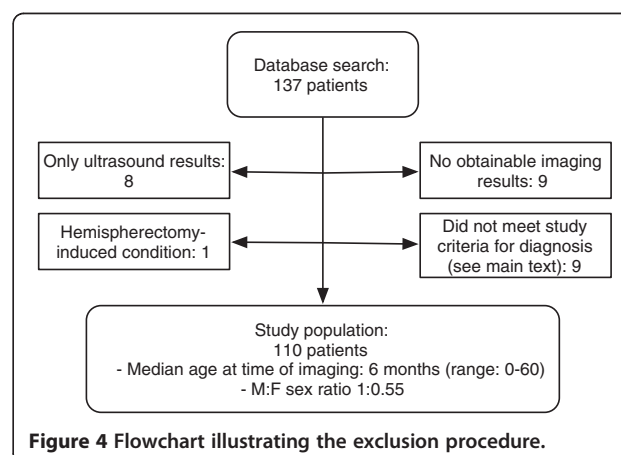 Database search:
137 patients
Only ultrasound results:
8
No obtainable imaging
results: 9
Hemispherectomy-
induced condition: 1
Did not meet study
criteria for diagnosis
(see main text): 9
Study population:
110 patients
- Median age at time of imaging: 6 months (range: 0-60)
- M:F sex ratio 1:0.55
Figure 4 Flowchart illustrating the exclusion procedure.